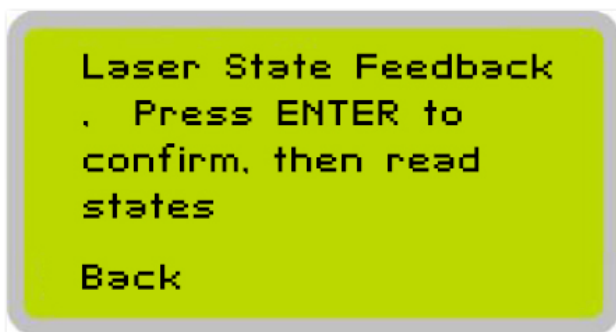 Laser State Feedback
. Press ENTER to
confirm, then read
states
Back